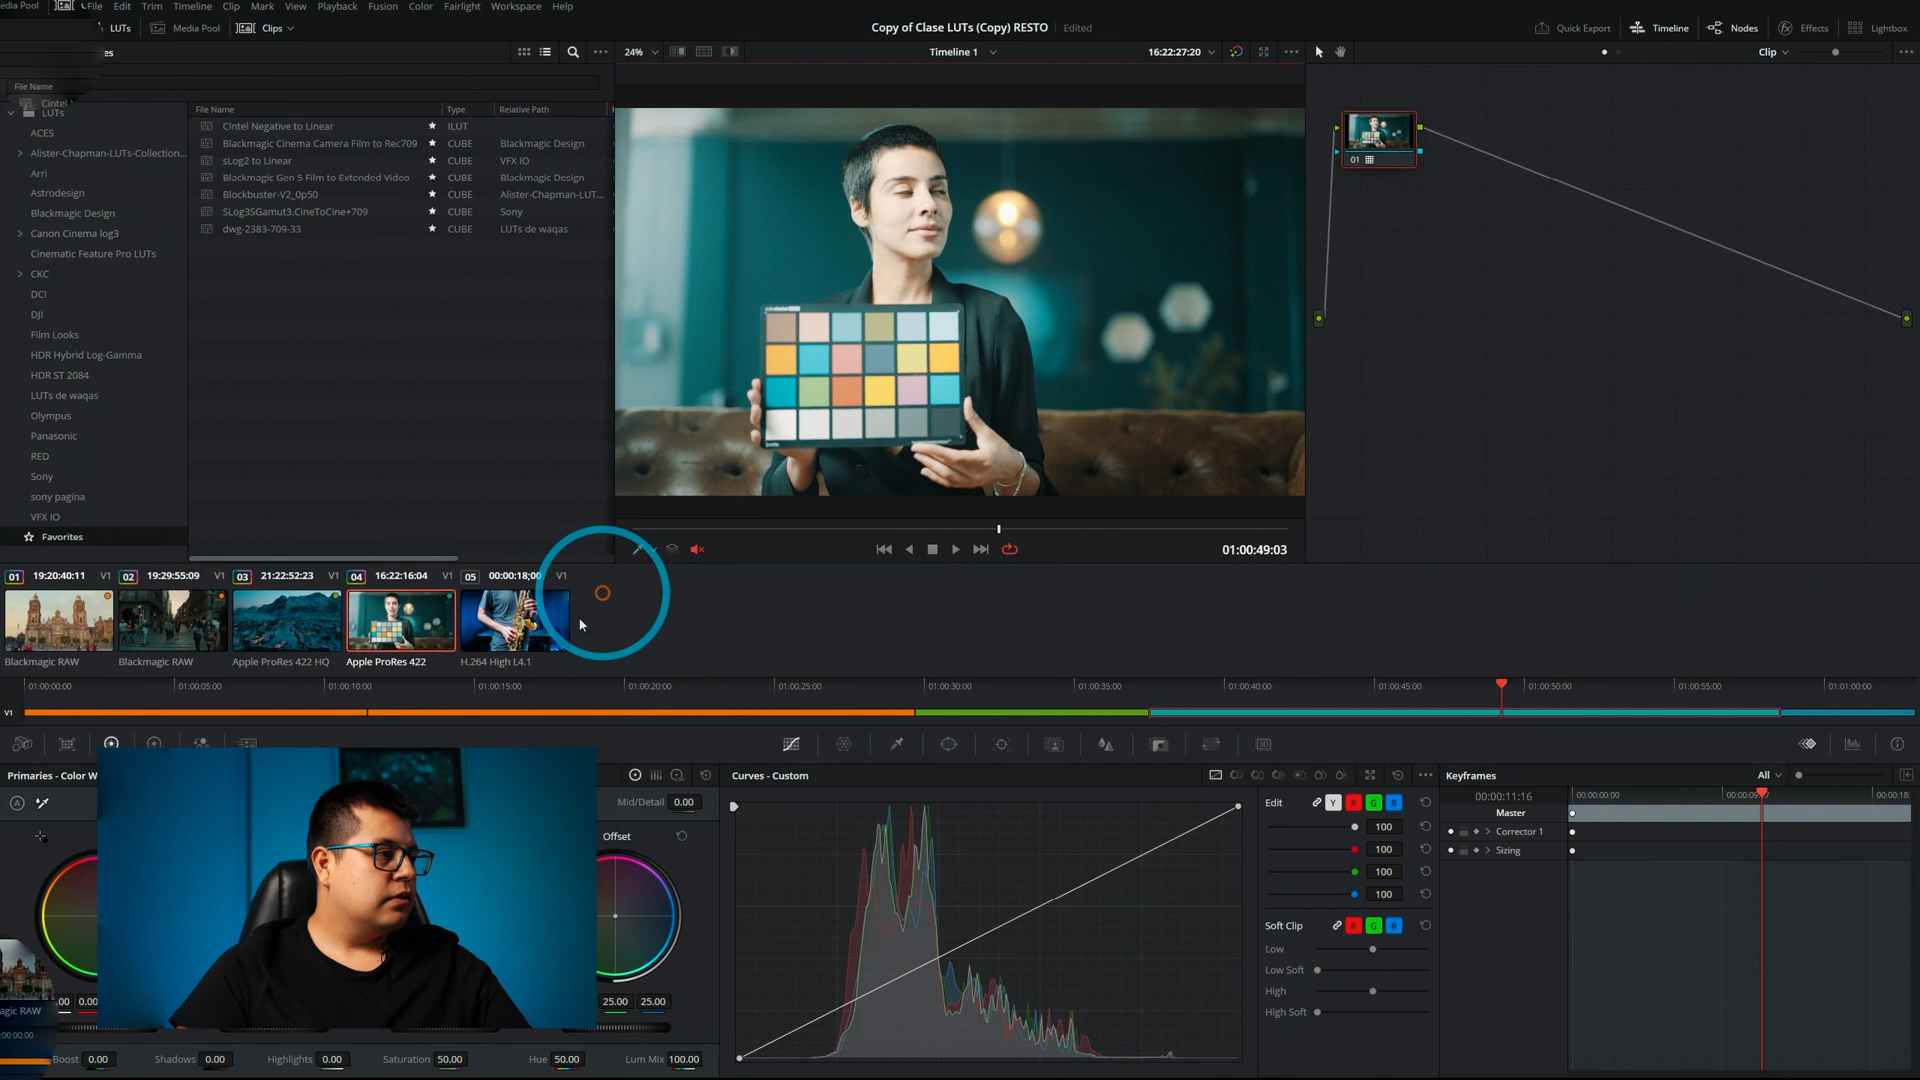 edia Pool
File Edit Trim Timeline Clip Mark View Playback Fusion Color Fairlight Workspace Help
LUTs Media Pool Clips
Copy of Clase LUTs (Copy) RESTO Edited
Quick Export Timeline Nodes Effects Lightbox
es
24% Timeline 1 16:22:27:20 Clip
File Name
Cintel
LUTs
ACES
Alister-Chapman-LUTs-Collection...
Arri
Astrodesign
Blackmagic Design
Canon Cinema log3
Cinematic Feature Pro LUTs
CKC
DCI
DJI
Film Looks
HDR Hybrid Log-Gamma
HDR ST 2084
LUTs de waqas
Olympus
Panasonic
RED
Sony
sony pagina
VFX IO
Favorites
File Name Type Relative Path
Cintel Negative to Linear ILUT
Blackmagic Cinema Camera Film to Rec709 CUBE Blackmagic Design
sLog2 to Linear CUBE VFX IO
Blackmagic Gen 5 Film to Extended Video CUBE Blackmagic Design
Blockbuster-V2_0p50 CUBE Alister-Chapman-LUT...
SLog3SGamut3.CineToCine+709 CUBE Sony
dwg-2383-709-33 CUBE LUTs de waqas
01
01:00:49:03
01 19:20:40:11 V1 02 19:29:55:09 V1 03 21:22:52:23 V1 04 16:22:16:04 V1 05 00:00:18;00 V1
Blackmagic RAW Blackmagic RAW Apple ProRes 422 HQ Apple ProRes 422 H.264 High L4.1
01:00:00:00 01:00:05:00 01:00:10:00 01:00:15:00 01:00:20:00 01:00:25:00 01:00:30:00 01:00:35:00 01:00:40:00 01:00:45:00 01:00:50:00 01:00:55:00 01:01:00:00
V1
Primaries - Color W
Mid/Detail 0.00
Offset
25.00 25.00
00 0.00
agic RAW
:00:00:00
Boost 0.00 Shadows 0.00 Highlights 0.00 Saturation 50.00 Hue 50.00 Lum Mix 100.00
Curves - Custom
Edit Y R G B
100
100
100
100
Soft Clip R G B
Low
Low Soft
High
High Soft
Keyframes All
00:00:11:16 00:00:00:00 00:00:09: 00:00:18:
Master
Corrector 1
Sizing